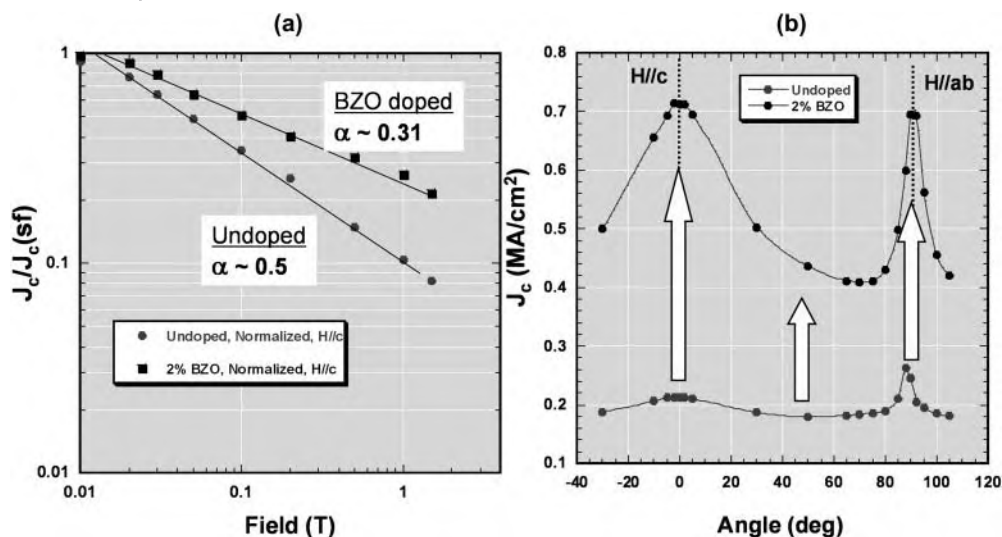 (a)
1
0.1
0.01
J_c/J_c(sf)
BZO doped
α ~ 0.31
Undoped
α ~ 0.5
Undoped, Normalized, H//c
2% BZO, Normalized, H//c
0.01
0.1
1
Field (T)
(b)
0.8
0.7
0.6
0.5
0.4
0.3
0.2
0.1
J_c (MA/cm²)
H//c
Undoped
2% BZO
H//ab
-40
-20
0
20
40
60
80
100
120
Angle (deg)